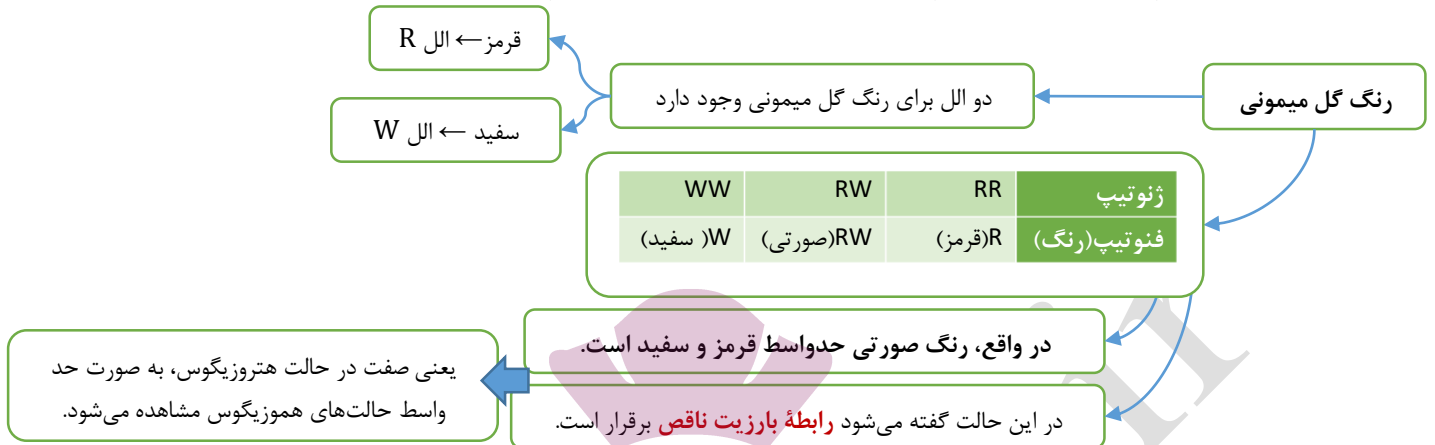 رنگ گل میمونی
دو الل برای رنگ گل میمونی وجود دارد
قرمز ← الل R
سفید ← الل W
ژنوتیپ RR RW WW
فنوتیپ(رنگ) R(قرمز) RW(صورتی) W( سفید)
در واقع، رنگ صورتی حدواسط قرمز و سفید است.
در این حالت گفته می‌شود رابطهٔ بارزیت ناقص برقرار است.
یعنی صفت در حالت هتروزیگوس، به صورت حد
واسط حالت‌های هموزیگوس مشاهده می‌شود.